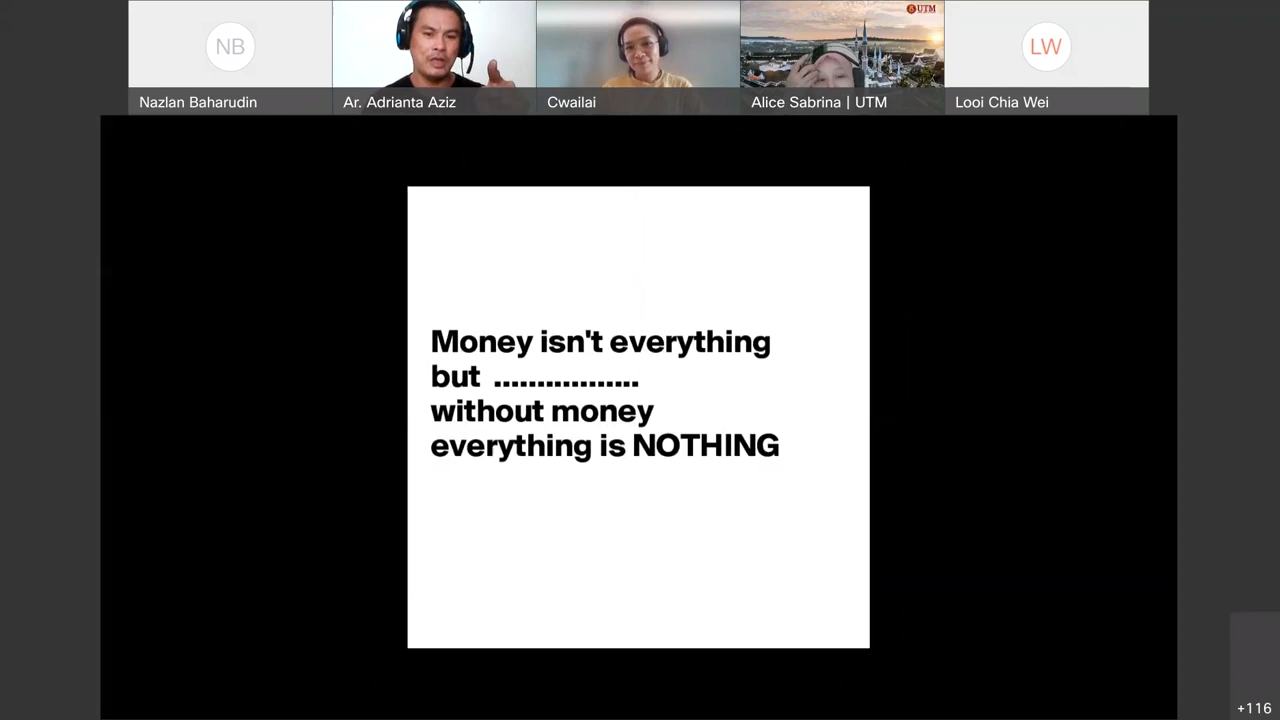 NB
Nazlan Baharudin
Ar. Adrianta Aziz
Cwailai
UTM
Alice Sabrina | UTM
LW
Looi Chia Wei
Money isn't everything
but .................
without money
everything is NOTHING
+116